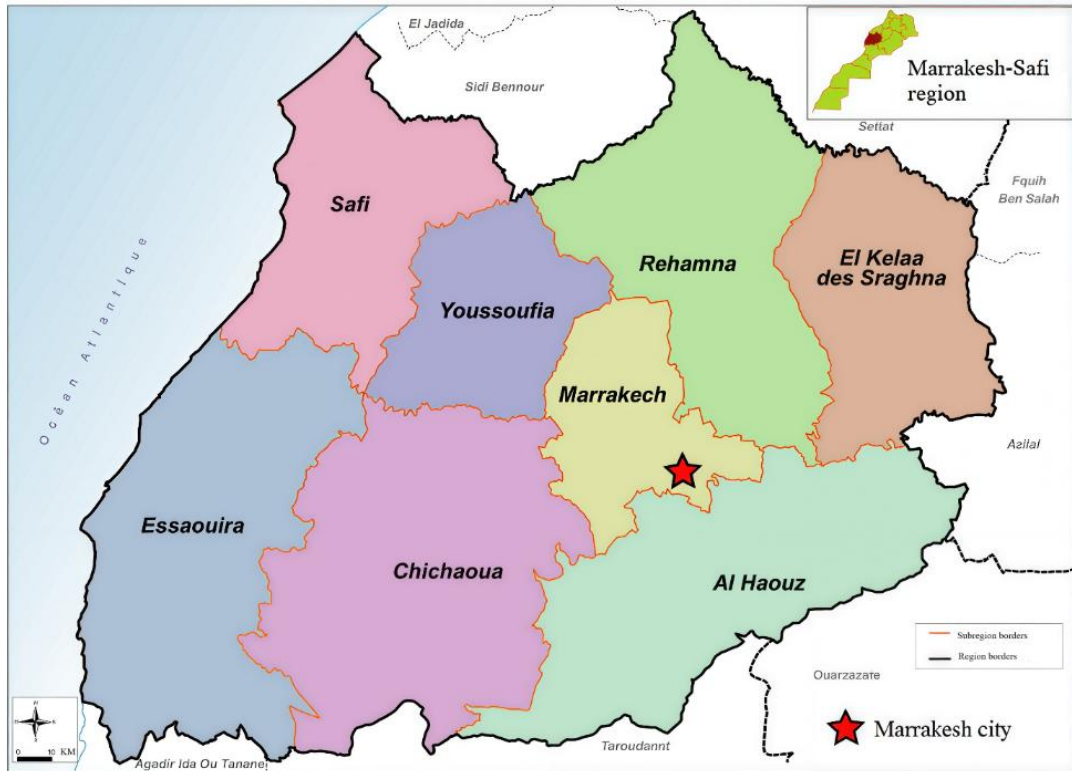 El Jadida
Sidi Bennour
Marrakesh-Safi
region
Settat
Fquih
Ben Salah
Safi
Rehamna
El Kelaa
des Sraghna
Océan Atlantique
Youssoufia
Marrakech
Azilal
Essaouira
Chichaoua
Al Haouz
Subregion borders
Region borders
Ouarzazate
Marrakesh city
Taroudannt
0 10 KM
Agadir Ida Ou Tanane